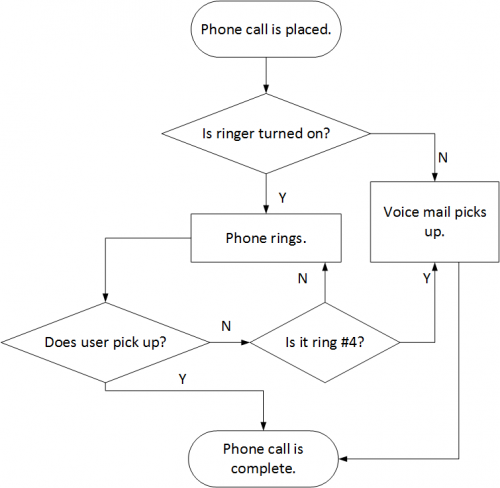 Phone call is placed.
Is ringer turned on?
N
Y
Voice mail picks
up.
Phone rings.
N
Y
Does user pick up?
N
Is it ring #4?
Y
Phone call is
complete.